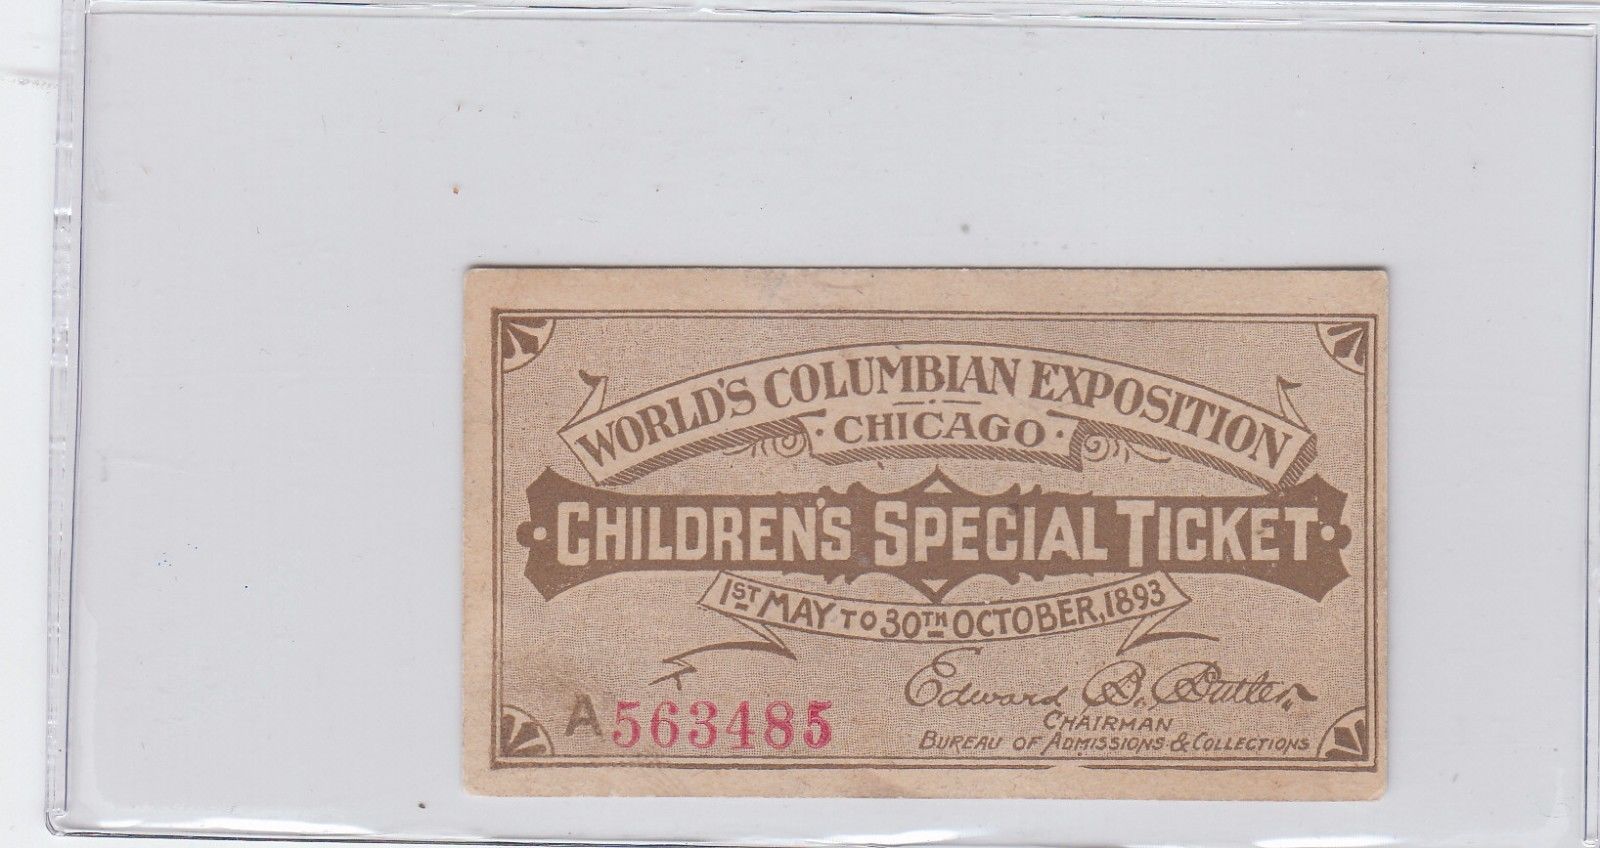 WORLD'S COLUMBIAN EXPOSITION
· CHICAGO ·
· CHILDREN'S SPECIAL TICKET ·
1ST MAY TO 30TH OCTOBER, 1893
Edward B. Butler
CHAIRMAN
BUREAU OF ADMISSIONS & COLLECTIONS
A563485